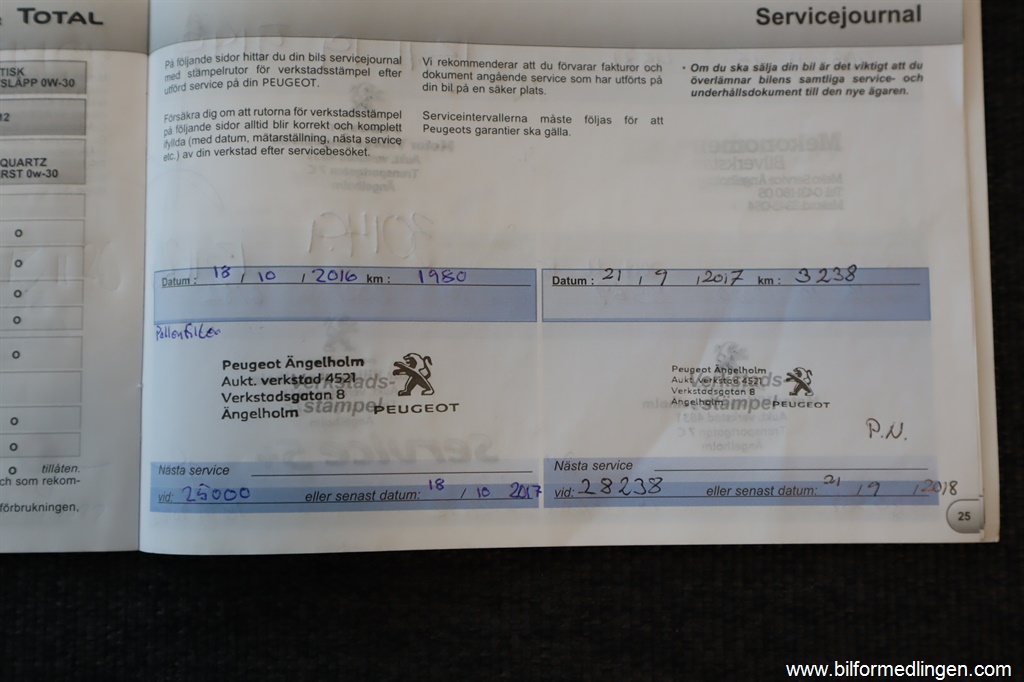 TOTAL
TISK
SLÄPP 0W-30
QUARTZ
RST 0w-30
o
o
o
o
o
o
o
o tillåten.
ch som rekom-
förbrukningen,
Servicejournal
På följande sidor hittar du din bils servicejournal
med stämpelrutor för verkstadsstämpel efter
utförd service på din PEUGEOT.
Försäkra dig om att rutorna för verkstadsstämpel
på följande sidor alltid blir korrekt och komplett
ifyllda (med datum, mätarställning, nästa service
etc.) av din verkstad efter servicebesöket.
Vi rekommenderar att du förvarar fakturor och
dokument angående service som har utförts på
din bil en säker plats.
Serviceintervallerna måste följas för att
Peugeots garantier ska gälla.
• Om du ska sälja din bil är det viktigt att du
överlämnar bilens samtliga service- och
underhållsdokument till den nye ägaren.
Datum : 18 / 10 / 2016 km : 1980
Pollenfilter
Peugeot Ängelholm
Aukt. verkstad 4521
Verkstadsgatan 8
Ängelholm
PEUGEOT
Verkstads-
stämpel
Nästa service
vid: 25000 eller senast datum: 18 / 10 2017
Datum : 21 / 9 / 2017 km : 3238
Peugeot Ängelholm
Aukt. verkstad 4521
Verkstadsgatan 8
Ängelholm
PEUGEOT
Verkstads-
stämpel
P.N.
Nästa service
vid: 28238 eller senast datum: 21 / 9 / 2018
25
www.bilformedlingen.com